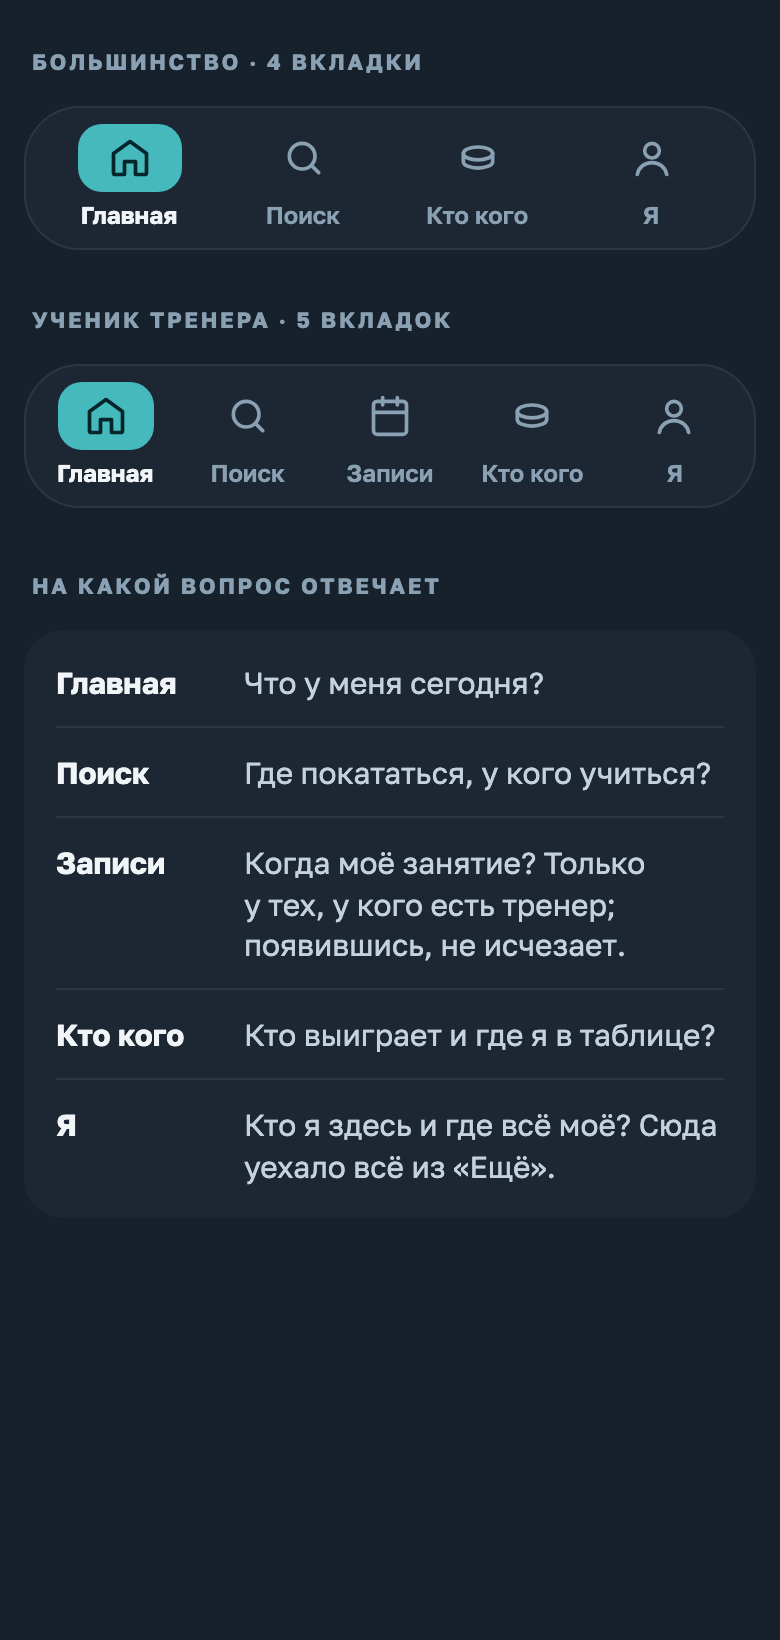 БОЛЬШИНСТВО · 4 ВКЛАДКИ
Главная Поиск Кто кого Я
УЧЕНИК ТРЕНЕРА · 5 ВКЛАДОК
Главная Поиск Записи Кто кого Я
НА КАКОЙ ВОПРОС ОТВЕЧАЕТ
Главная Что у меня сегодня?
Поиск Где покататься, у кого учиться?
Записи Когда моё занятие? Только
у тех, у кого есть тренер;
появившись, не исчезает.
Кто кого Кто выиграет и где я в таблице?
Я Кто я здесь и где всё моё? Сюда
уехало всё из «Ещё».